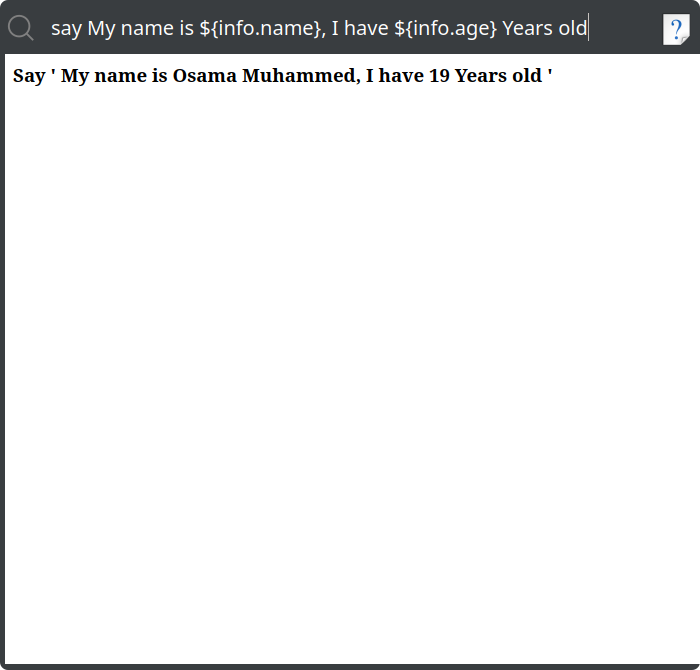 say My name is ${info.name}, I have ${info.age} Years old
?
Say ' My name is Osama Muhammed, I have 19 Years old '